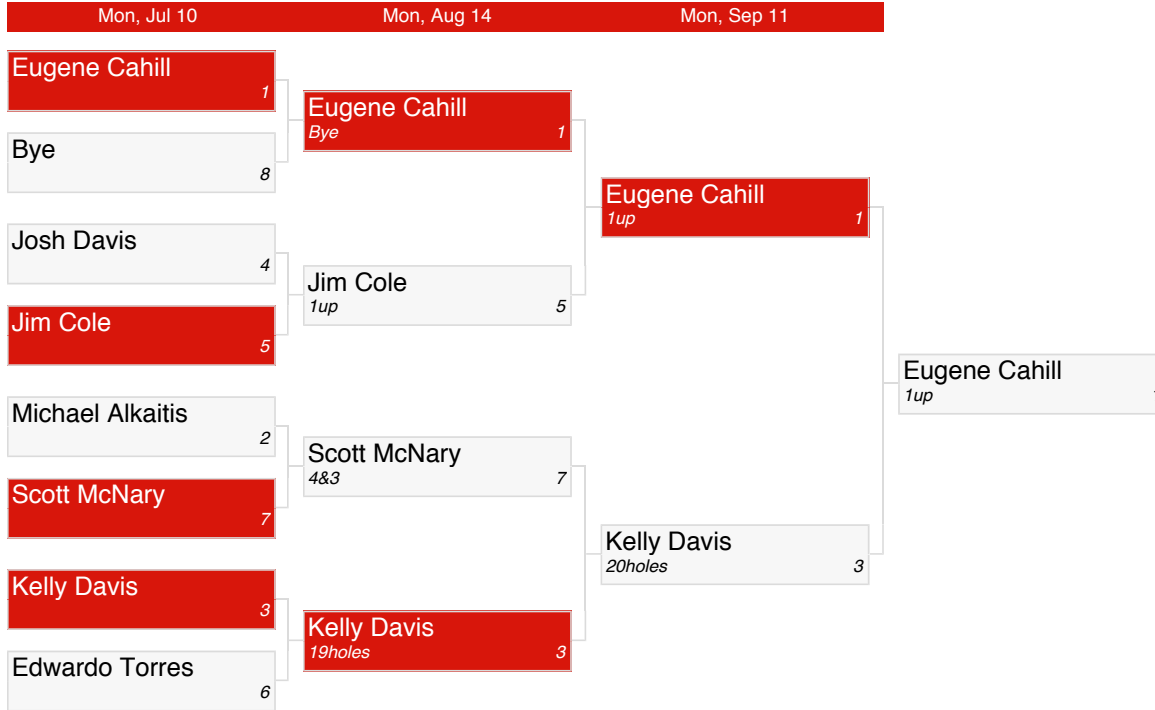 Mon, Jul 10
Mon, Aug 14
Mon, Sep 11
Eugene Cahill
1
Bye
8
Josh Davis
4
Jim Cole
5
Michael Alkaitis
2
Scott McNary
7
Kelly Davis
3
Edwardo Torres
6
Eugene Cahill
Bye 1
Jim Cole
1up 5
Scott McNary
4&3 7
Kelly Davis
19holes 3
Eugene Cahill
1up 1
Kelly Davis
20holes 3
Eugene Cahill
1up